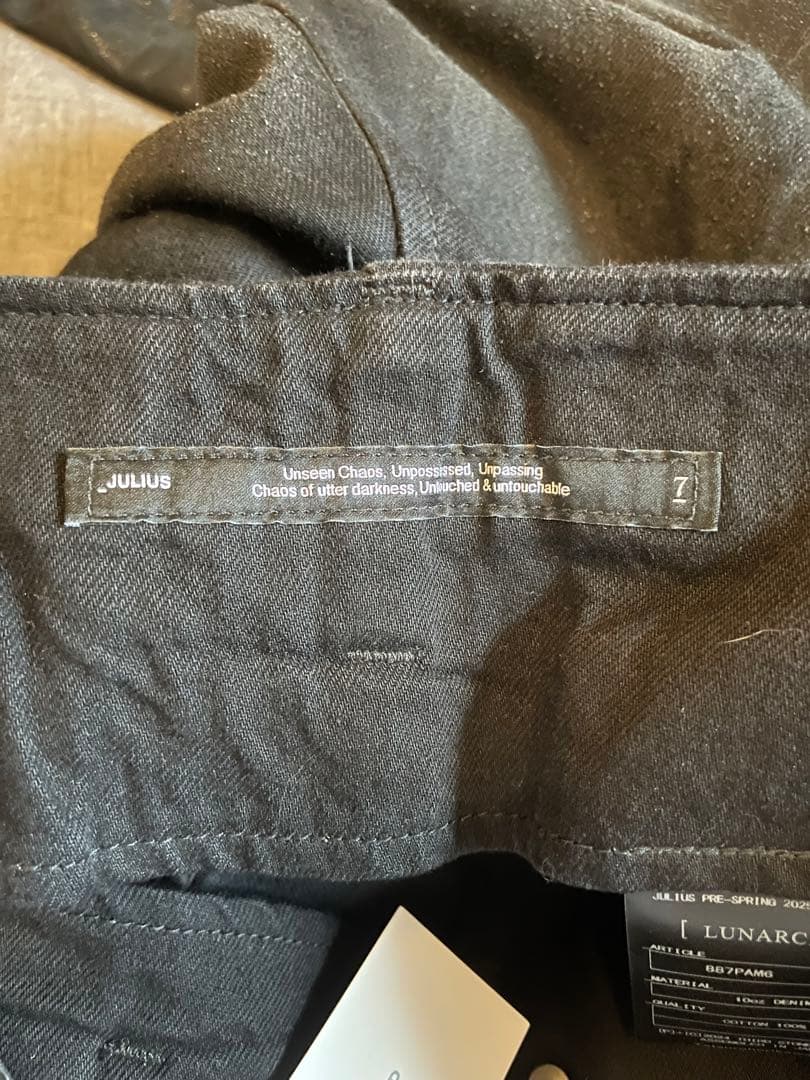 _JULIUS
Unseen Chaos, Unpossissed, Unpassing
Chaos of utter darkness, Untouched & untouchable
7
JULIUS PRE-SPRING 2025
[ LUNARC
ARTICLE
887PAM6
MATERIAL
10oz DENIM
QUALITY
COTTON 100